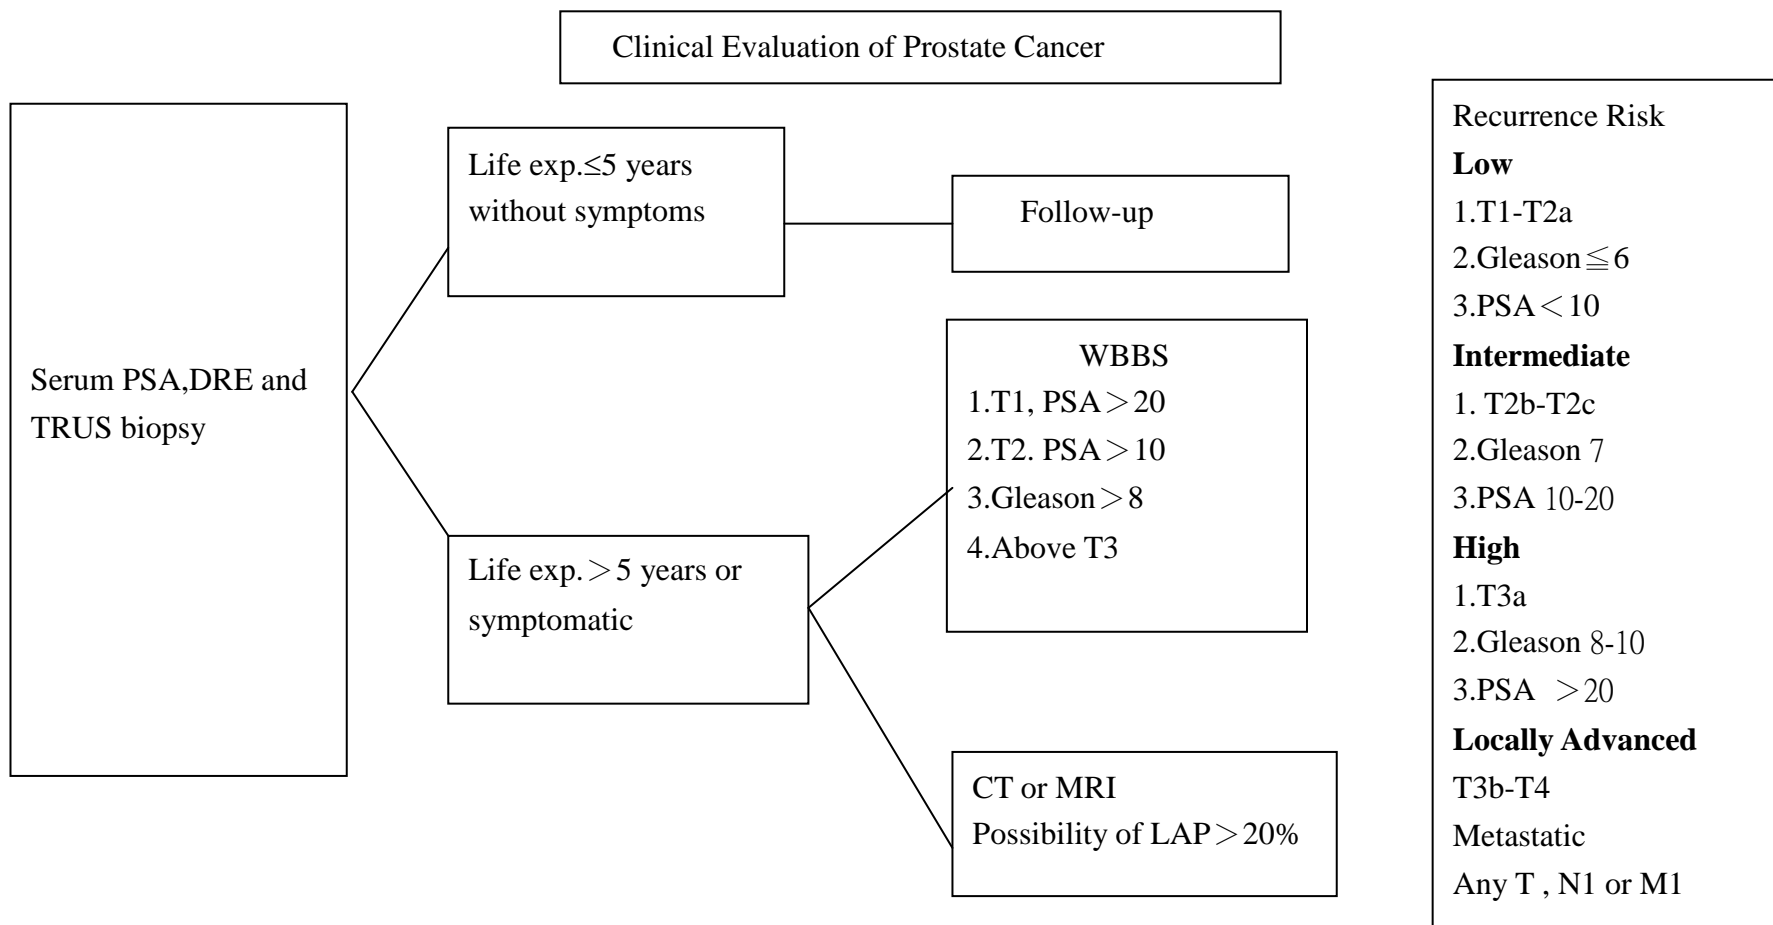 Clinical Evaluation of Prostate Cancer
Serum PSA,DRE and
TRUS biopsy
Life exp.≤5 years
without symptoms
Follow-up
Life exp.＞5 years or
symptomatic
WBBS
1.T1, PSA＞20
2.T2. PSA＞10
3.Gleason＞8
4.Above T3
CT or MRI
Possibility of LAP＞20%
Recurrence Risk
Low
1.T1-T2a
2.Gleason≦6
3.PSA＜10
Intermediate
1. T2b-T2c
2.Gleason 7
3.PSA 10-20
High
1.T3a
2.Gleason 8-10
3.PSA ＞20
Locally Advanced
T3b-T4
Metastatic
Any T , N1 or M1